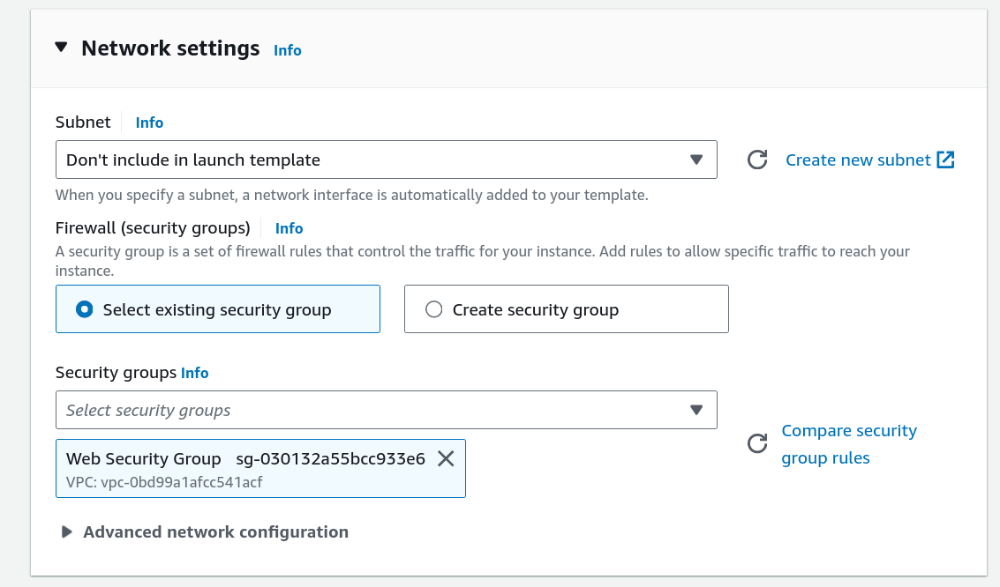 Network settings Info
Subnet Info
Don't include in launch template
Create new subnet
When you specify a subnet, a network interface is automatically added to your template.
Firewall (security groups) Info
A security group is a set of firewall rules that control the traffic for your instance. Add rules to allow specific traffic to reach your
instance.
Select existing security group
Create security group
Security groups Info
Select security groups
Compare security
group rules
Web Security Group sg-030132a55bcc933e6
VPC: vpc-0bd99a1afcc541acf
Advanced network configuration